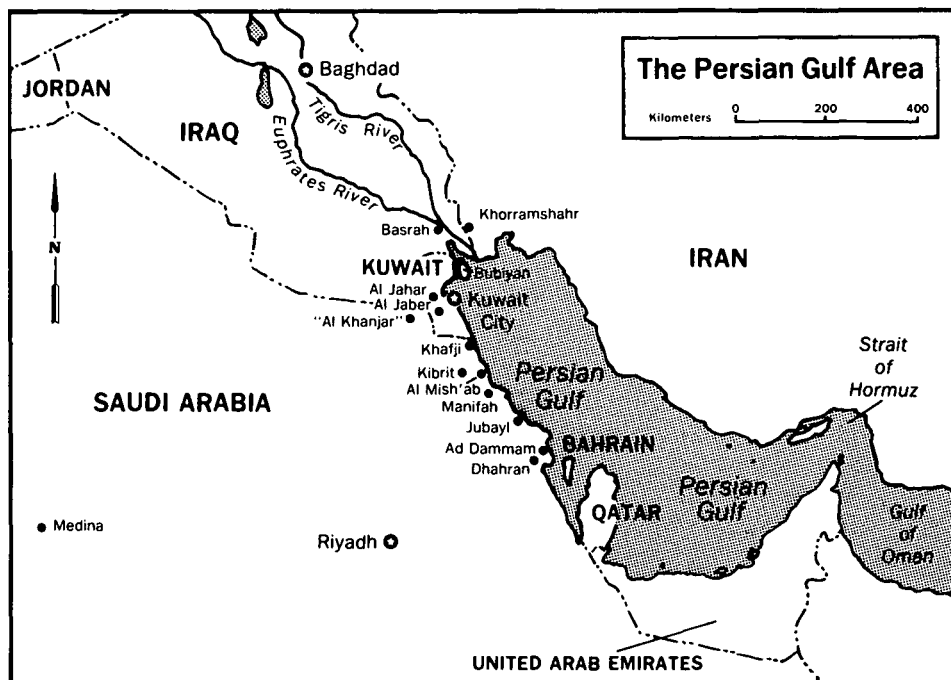 The Persian Gulf Area
Kilometers
0 200 400
Baghdad
JORDAN
IRAQ
Tigris River
Euphrates River
N
Basrah
Khorramshahr
IRAN
KUWAIT
Bubiyan
Al Jahar
Al Jaber
Kuwait
City
"Al Khanjar"
Khafji
Kibrit
Al Mish'ab
Manifah
Jubayl
Persian
Gulf
Strait
of
Hormuz
SAUDI ARABIA
Ad Dammam
BAHRAIN
Dhahran
Persian
Gulf
QATAR
Gulf
of
Oman
Medina
Riyadh
UNITED ARAB EMIRATES